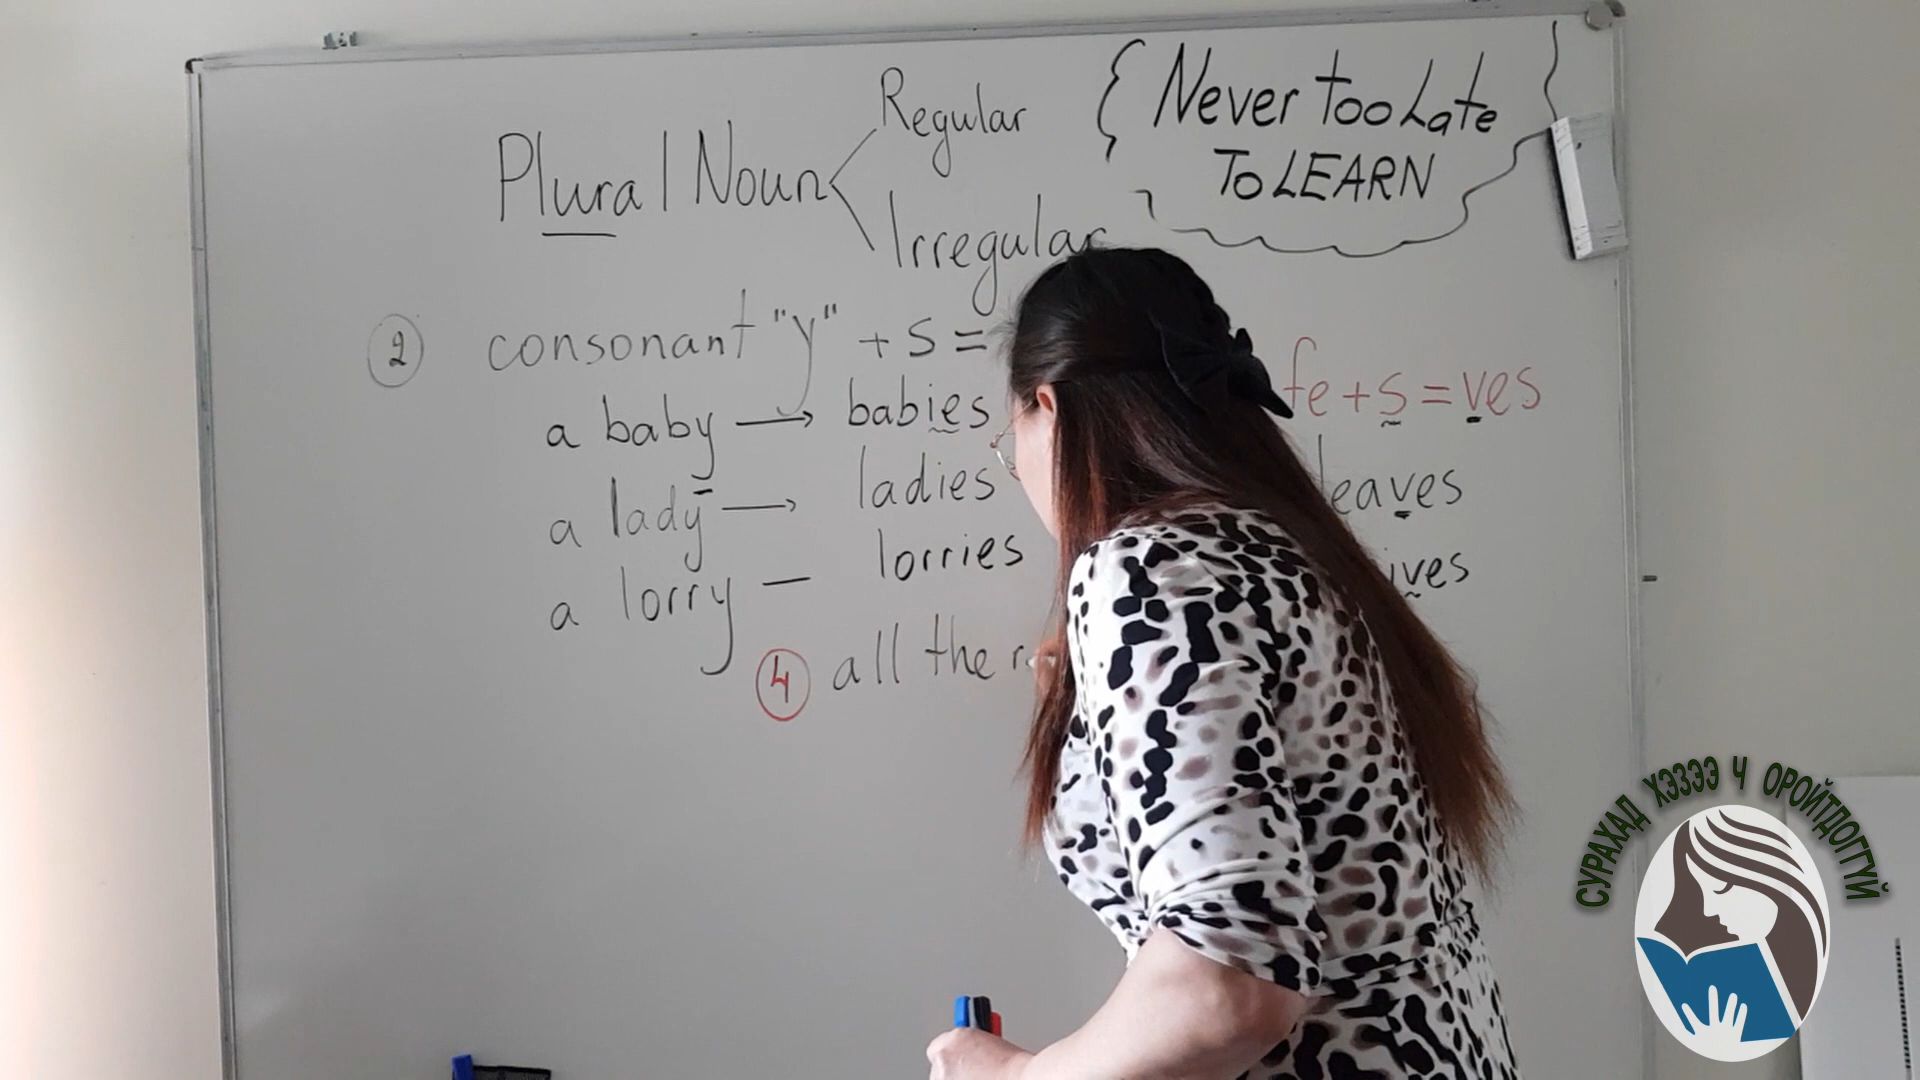 Regular
Never Too Late
To LEARN
Plural Noun
Irregular
2 consonant "y" + s =
fe + s = ves
a baby → babies
a lady → ladies
a lorry — lorries
4 all the
СУРАХАД ХЭЗЭЭ Ч ОРОЙТДОГГҮЙ